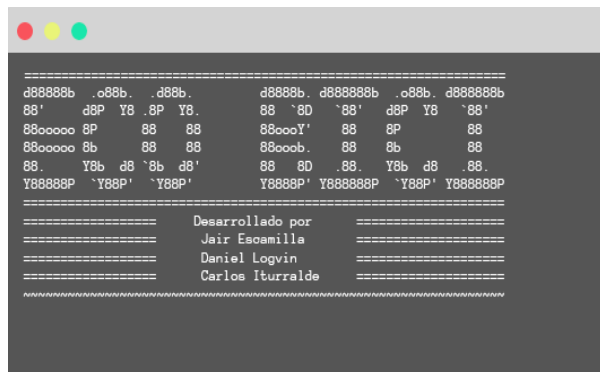 =================================================================
d88888b  .o88b.  .d88b.         d8888b. d888888b  .o88b. d888888b
88'     d8P  Y8 .8P  Y8.        88  `8D   `88'   d8P  Y8   `88'
88ooooo 8P      88    88        88oooY'    88    8P         88
88ooooo 8b      88    88        88ooob.    88    8b         88
88.     Y8b  d8 `8b  d8'        88   8D   .88.   Y8b  d8   .88.
Y88888P  `Y88P'  `Y88P'         Y8888P' Y888888P  `Y88P' Y888888P
=================================================================
==================     Desarrollado por      ====================
==================      Jair Escamilla       ====================
==================      Daniel Logvin        ====================
==================      Carlos Iturralde     ====================
~~~~~~~~~~~~~~~~~~~~~~~~~~~~~~~~~~~~~~~~~~~~~~~~~~~~~~~~~~~~~~~~~